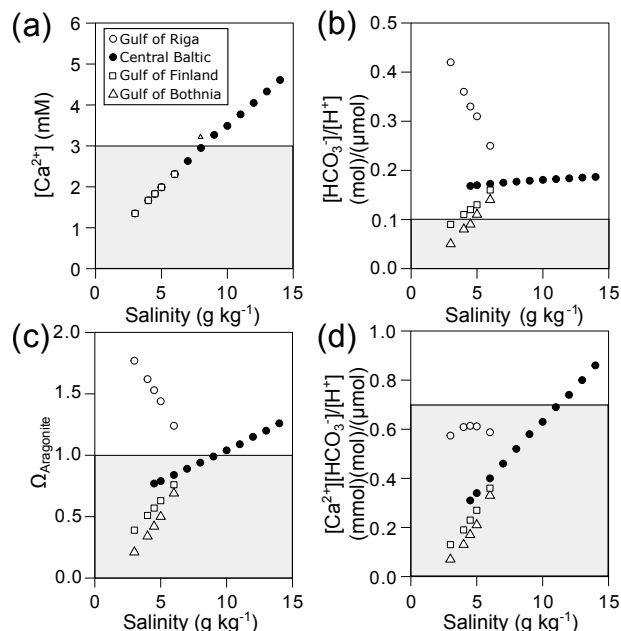 (a)
[Ca²⁺] (mM)
6
5
4
3
2
1
0
Gulf of Riga
Central Baltic
Gulf of Finland
Gulf of Bothnia
0 5 10 15
Salinity (g kg⁻¹)
(b)
[HCO₃⁻]/[H⁺]
(mol)/(μmol)
0.5
0.4
0.3
0.2
0.1
0.0
0 5 10 15
Salinity (g kg⁻¹)
(c)
Ω Aragonite
2.0
1.5
1.0
0.5
0.0
0 5 10 15
Salinity (g kg⁻¹)
(d)
[Ca²⁺][HCO₃⁻]/[H⁺]
(mmol)(mol)/(μmol)
1.0
0.8
0.6
0.4
0.2
0.0
0 5 10 15
Salinity (g kg⁻¹)